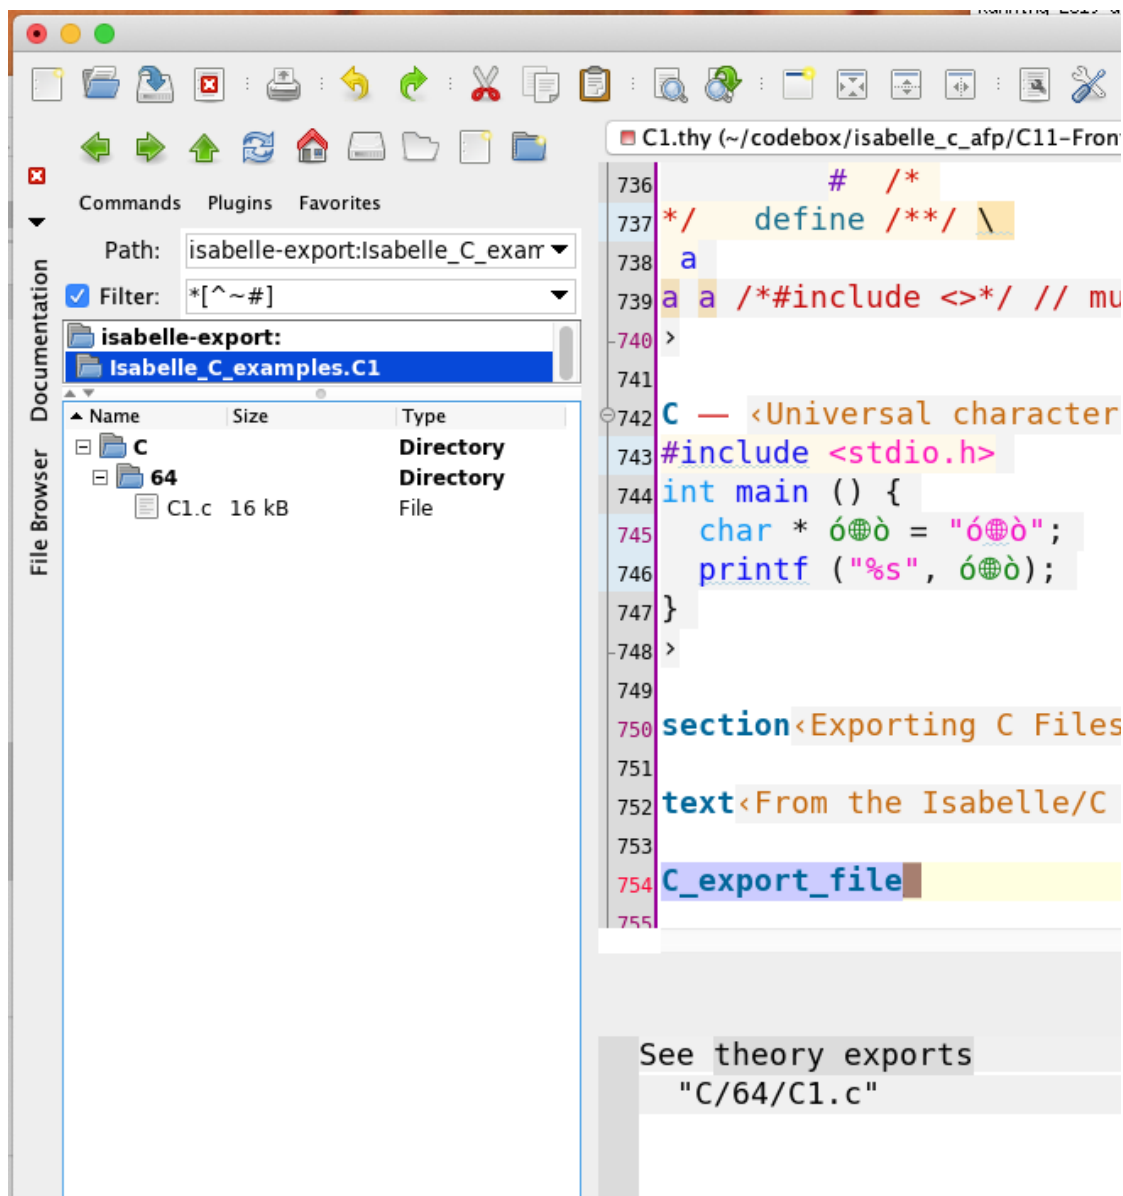 C1.thy (~/codebox/isabelle_c_afp/C11-Fron
Commands Plugins Favorites
Path: isabelle-export:Isabelle_C_exam
Filter: *[^~#]
isabelle-export:
Isabelle_C_examples.C1
Name Size Type
C Directory
64 Directory
C1.c 16 kB File
Documentation
File Browser
736 # /*
737 */ define /**/ \
738 a
739 a a /*#include <>*/ // mu
740 ›
741
742 C — ‹Universal character
743 #include <stdio.h>
744 int main () {
745 char * ó🌐ò = "ó🌐ò";
746 printf ("%s", ó🌐ò);
747 }
748 ›
749
750 section‹Exporting C Files
751
752 text‹From the Isabelle/C
753
754 C_export_file
755
See theory exports
"C/64/C1.c"